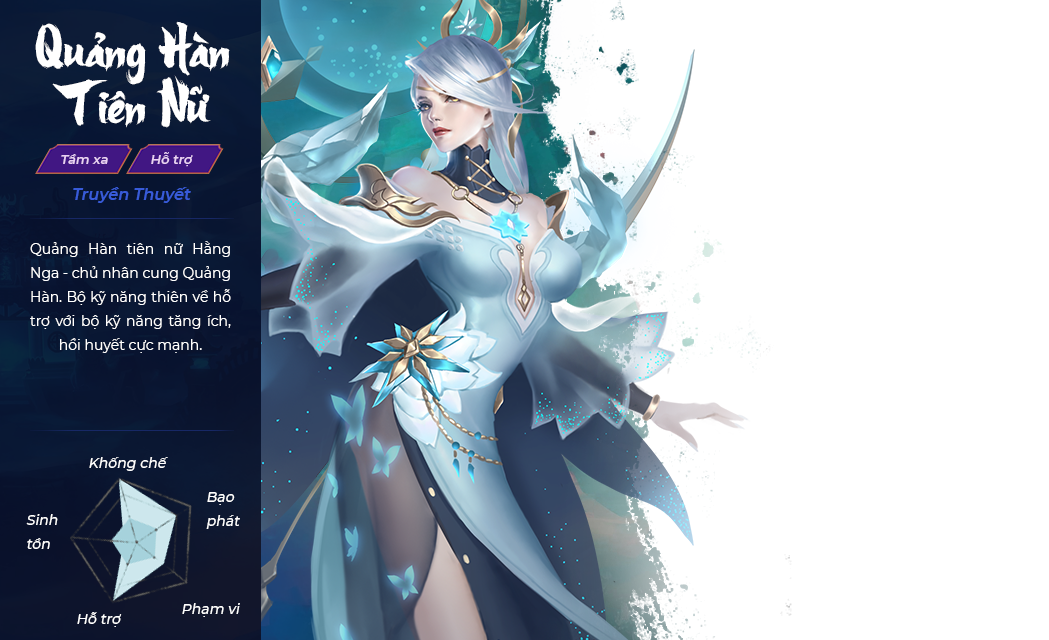 Quảng Hàn
Tiên Nữ
Tầm xa
Hỗ trợ
Truyền Thuyết
Quảng Hàn tiên nữ Hằng
Nga - chủ nhân cung Quảng
Hàn. Bộ kỹ năng thiên về hỗ
trợ với bộ kỹ năng tăng ích,
hồi huyết cực mạnh.
Khống chế
Bạo
phát
Sinh
tồn
Phạm vi
Hỗ trợ